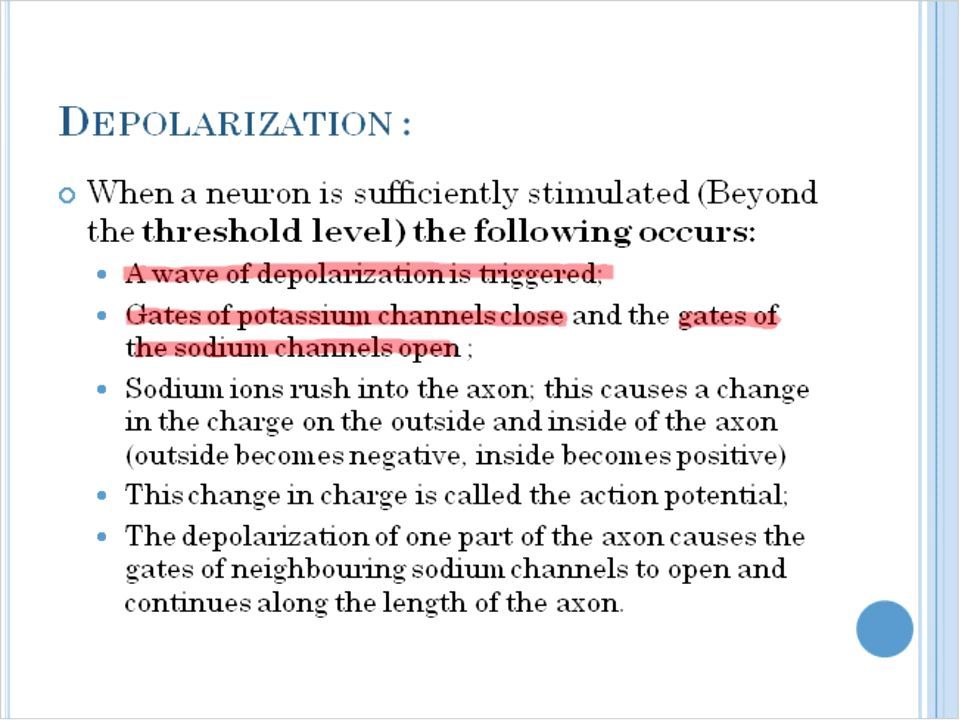 DEPOLARIZATION :
When a neuron is sufficiently stimulated (Beyond
the threshold level) the following occurs:
A wave of depolarization is triggered;
Gates of potassium channels close and the gates of
the sodium channels open ;
Sodium ions rush into the axon; this causes a change
in the charge on the outside and inside of the axon
(outside becomes negative, inside becomes positive)
This change in charge is called the action potential;
The depolarization of one part of the axon causes the
gates of neighbouring sodium channels to open and
continues along the length of the axon.